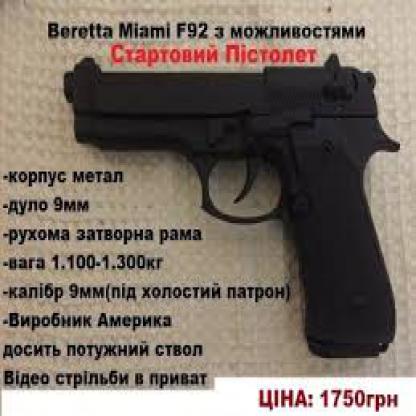 Beretta Miami F92 з можливостями
Стартовий Пістолет
-корпус метал
-дуло 9мм
-рухома затворна рама
-вага 1.100-1.300кг
-калібр 9мм(під холостий патрон)
-Виробник Америка
досить потужний ствол
Відео стрільби в приват
ЦІНА: 1750грн